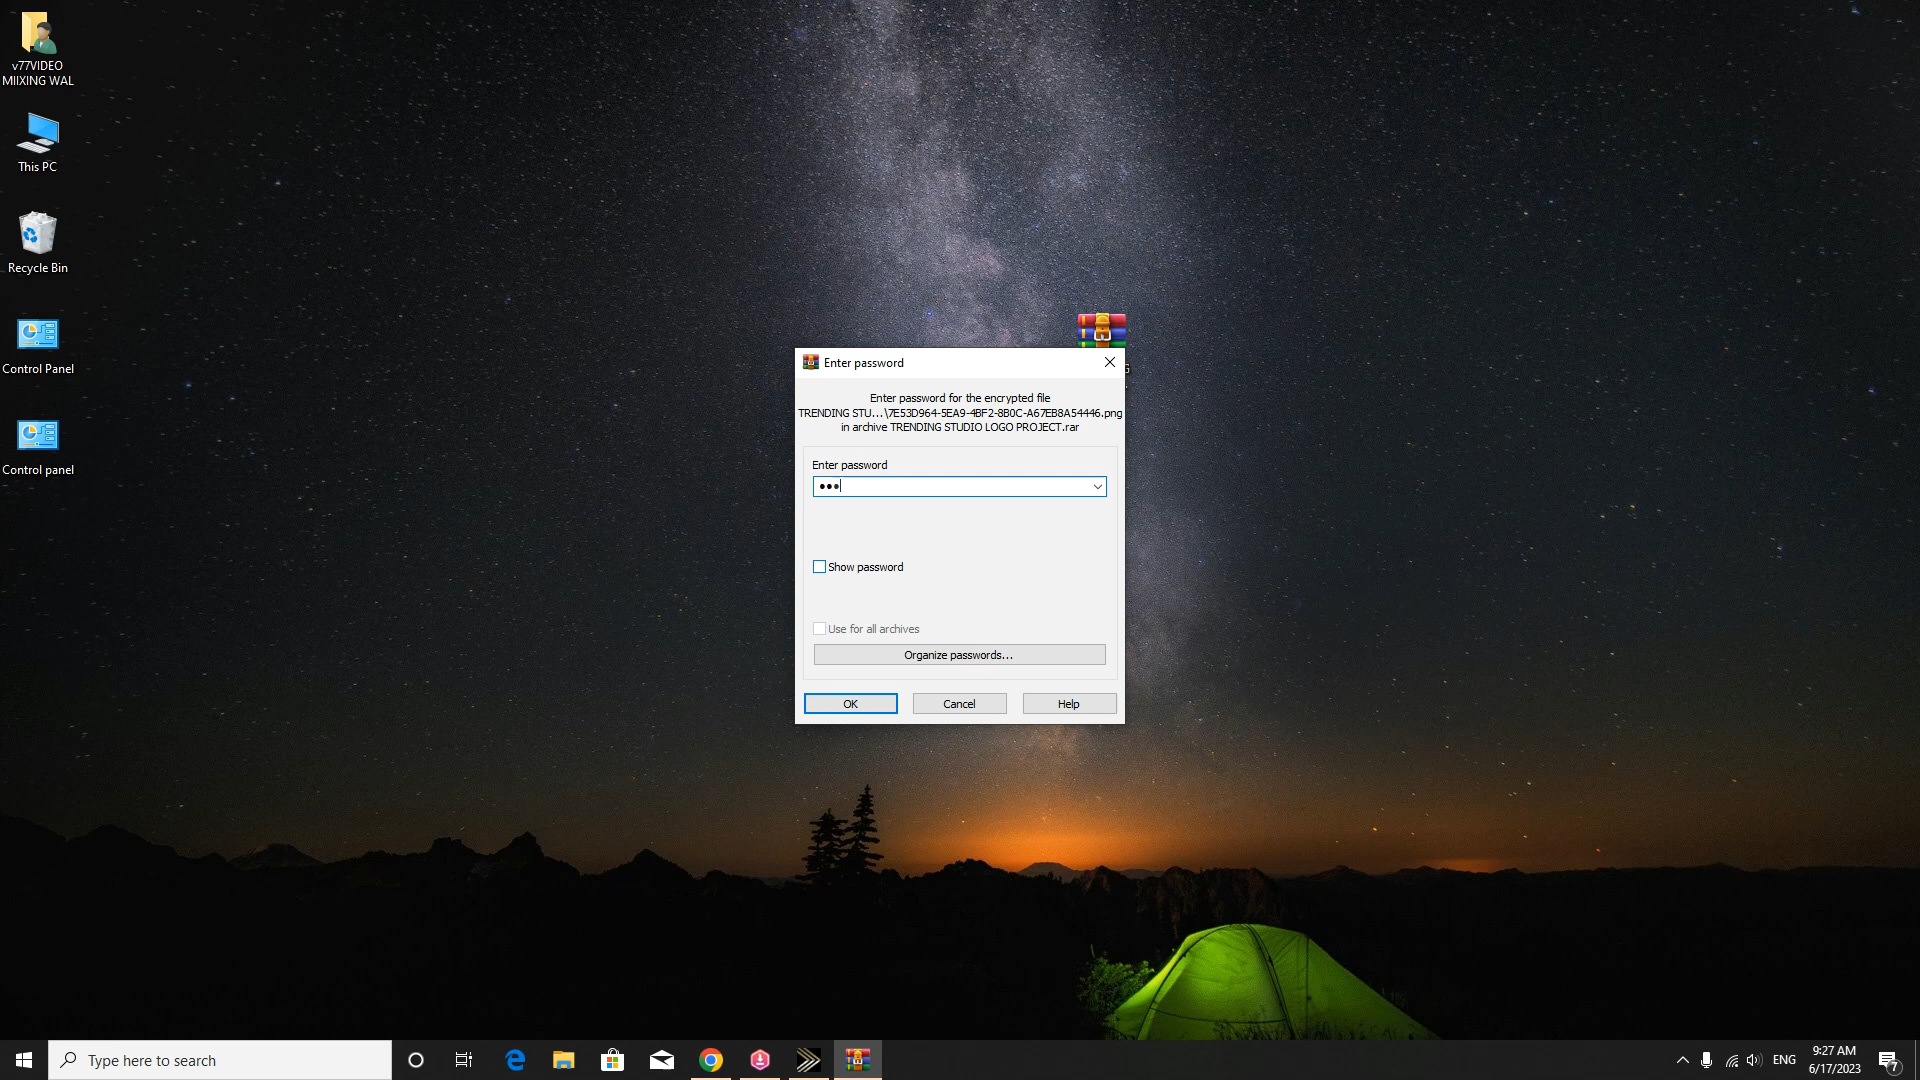 v77VIDEO
MIIXING WAL
This PC
Recycle Bin
Control Panel
Control panel
Enter password
Enter password for the encrypted file
TRENDING STU...\7E53D964-5EA9-4BF2-8B0C-A67EB8A54446.png
in archive TRENDING STUDIO LOGO PROJECT.rar
Enter password
Show password
Use for all archives
Organize passwords...
OK
Cancel
Help
Type here to search
ENG
9:27 AM
6/17/2023
7